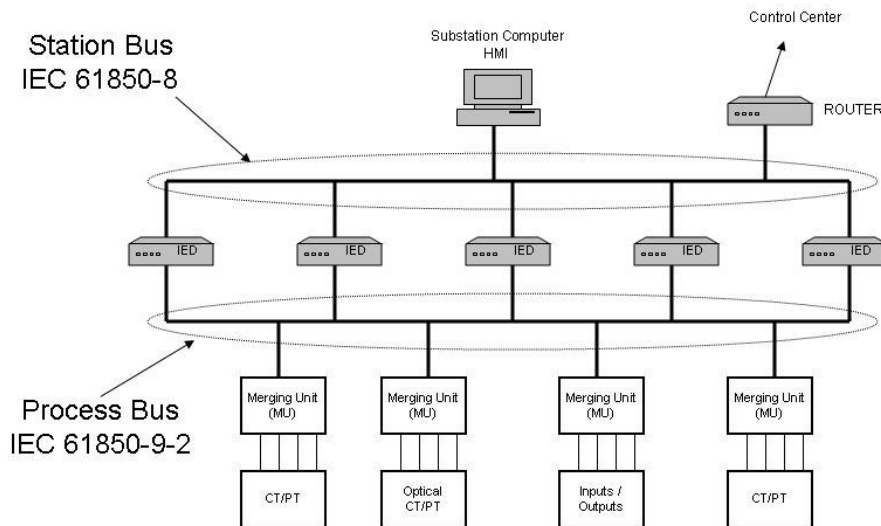 Control Center
Station Bus
IEC 61850-8
Substation Computer
HMI
ROUTER
IED
IED
IED
IED
IED
Process Bus
IEC 61850-9-2
Merging Unit
(MU)
Merging Unit
(MU)
Merging Unit
(MU)
Merging Unit
(MU)
CT/PT
Optical
CT/PT
Inputs /
Outputs
CT/PT